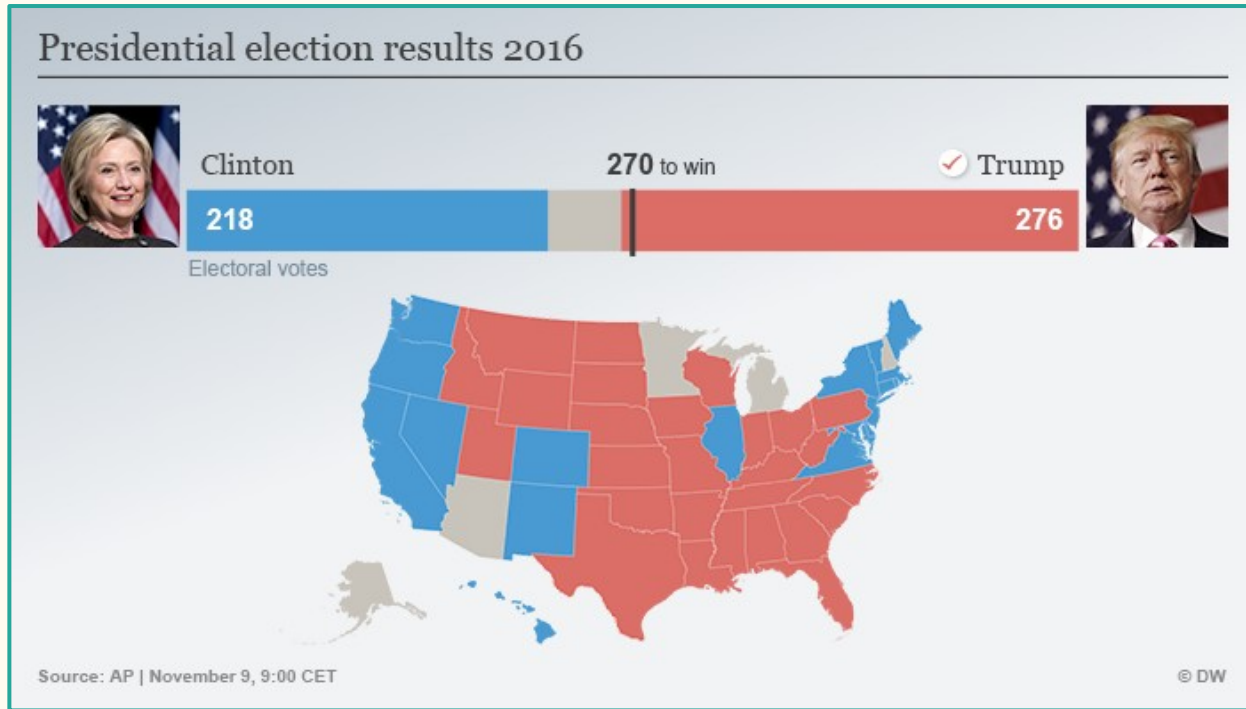 Presidential election results 2016
Clinton
270 to win
Trump
218
276
Electoral votes
Source: AP | November 9, 9:00 CET
© DW